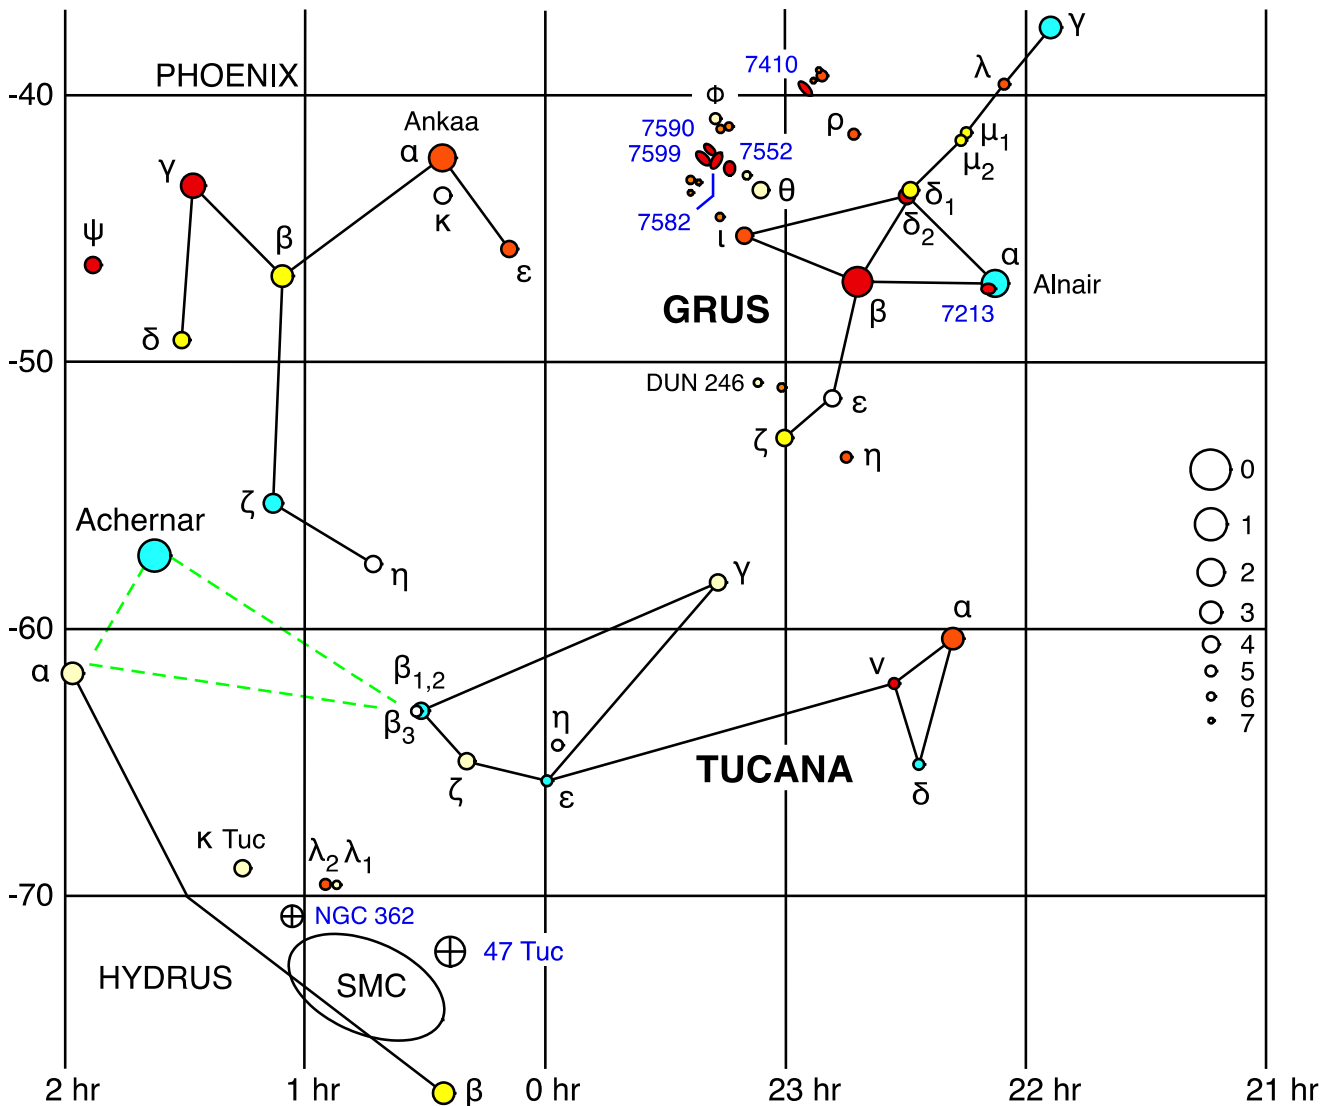 γ
λ
7410
PHOENIX
-40
Φ
Ankaa
7590
ρ
μ1
α
7599
7552
μ2
γ
θ
δ1
κ
7582
ι
δ2
ψ
β
ε
α
Alnair
GRUS
β
7213
δ
-50
DUN 246
ε
ζ
η
0
ζ
Achernar
1
η
γ
2
α
3
-60
4
α
β1,2
ν
5
β3
η
6
7
TUCANA
ζ
ε
δ
κ Tuc
λ2 λ1
-70
NGC 362
47 Tuc
HYDRUS
SMC
2 hr
1 hr
β
0 hr
23 hr
22 hr
21 hr